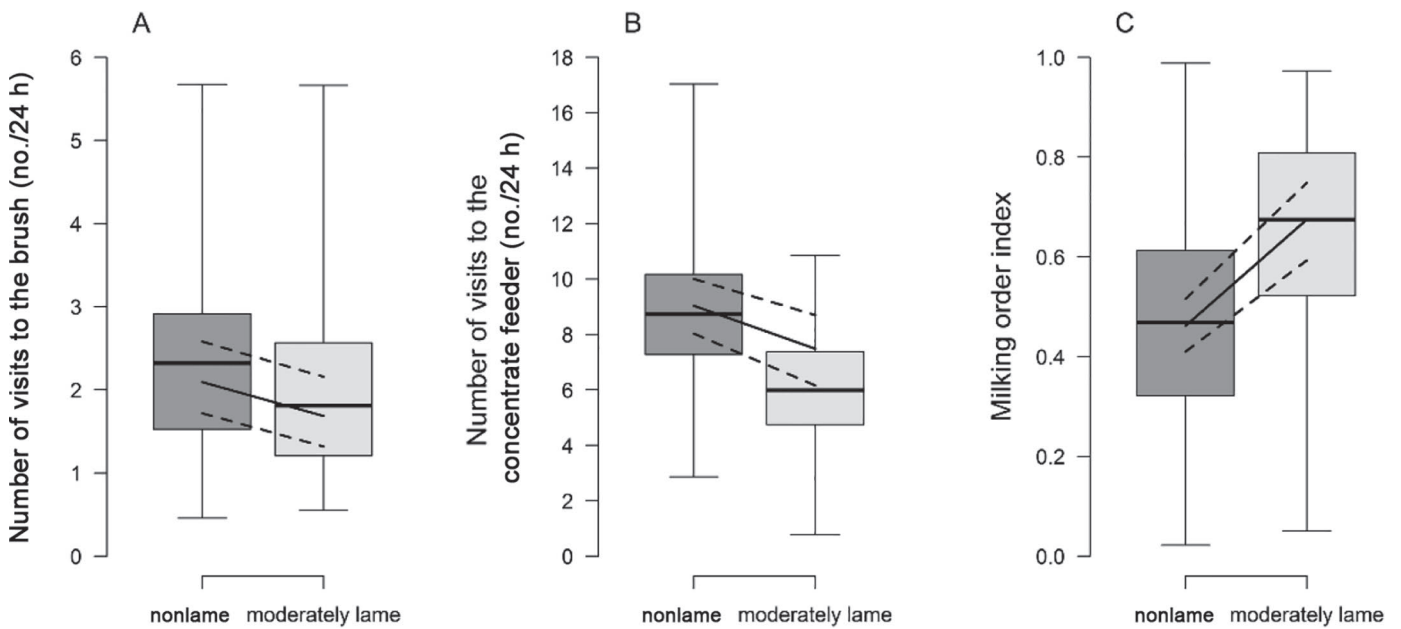 A
Number of visits to the brush (no./24 h)
6
5
4
3
2
1
0
nonlame moderately lame
B
Number of visits to the
concentrate feeder (no./24 h)
18
16
14
12
10
8
6
4
2
0
nonlame moderately lame
C
Milking order index
1.0
0.8
0.6
0.4
0.2
0.0
nonlame moderately lame